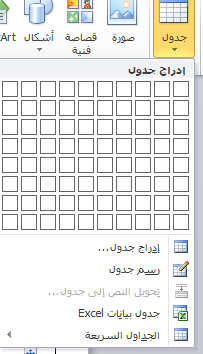 جدول
صورة
قصاصة
فنية
أشكال
إدراج جدول
إدراج جدول...
رسم جدول
تحويل النص إلى جدول...
جدول بيانات Excel
الجداول السريعة